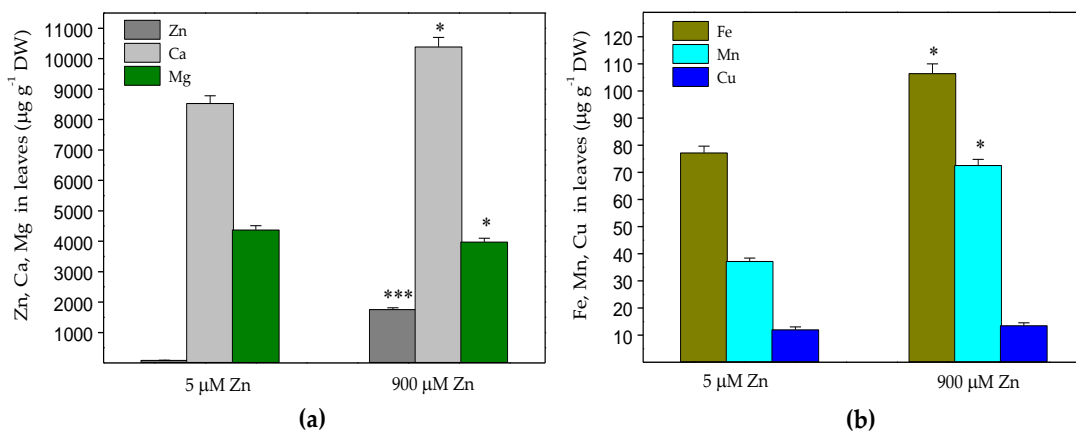 Zn, Ca, Mg in leaves (µg g⁻¹ DW)
11000
10000
9000
8000
7000
6000
5000
4000
3000
2000
1000
Zn
Ca
Mg
***
*
*
5 µM Zn
900 µM Zn
(a)
Fe, Mn, Cu in leaves (µg g⁻¹ DW)
120
110
100
90
80
70
60
50
40
30
20
10
Fe
Mn
Cu
*
*
5 µM Zn
900 µM Zn
(b)